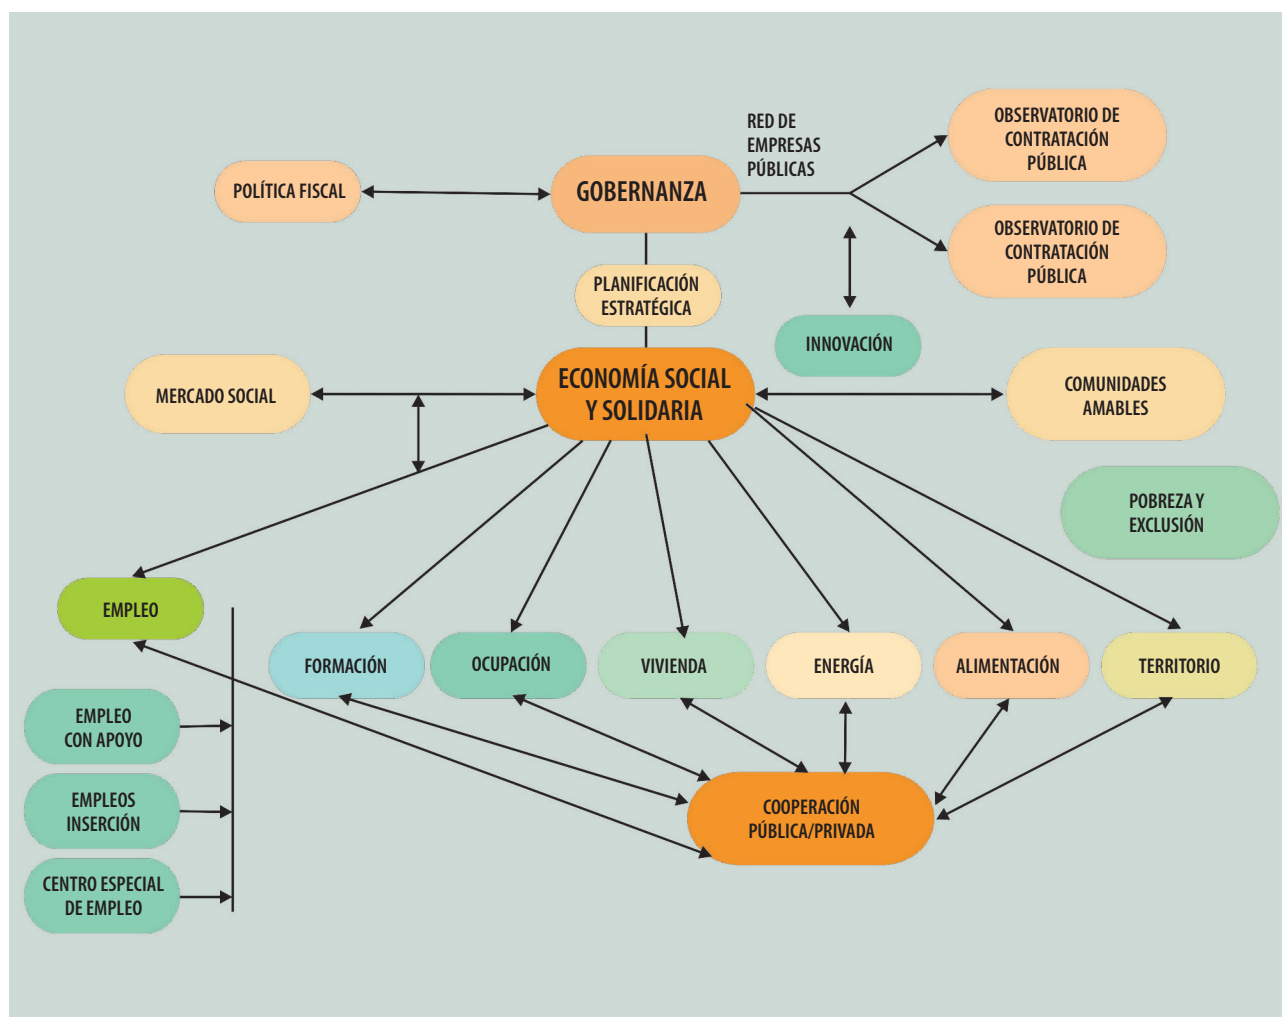 RED DE
EMPRESAS
PÚBLICAS
OBSERVATORIO DE
CONTRATACIÓN
PÚBLICA
POLÍTICA FISCAL
GOBERNANZA
OBSERVATORIO DE
CONTRATACIÓN
PÚBLICA
PLANIFICACIÓN
ESTRATÉGICA
INNOVACIÓN
MERCADO SOCIAL
ECONOMÍA SOCIAL
Y SOLIDARIA
COMUNIDADES
AMABLES
POBREZA Y
EXCLUSIÓN
EMPLEO
FORMACIÓN
OCUPACIÓN
VIVIENDA
ENERGÍA
ALIMENTACIÓN
TERRITORIO
EMPLEO
CON APOYO
EMPLEOS
INSERCIÓN
CENTRO ESPECIAL
DE EMPLEO
COOPERACIÓN
PÚBLICA/PRIVADA